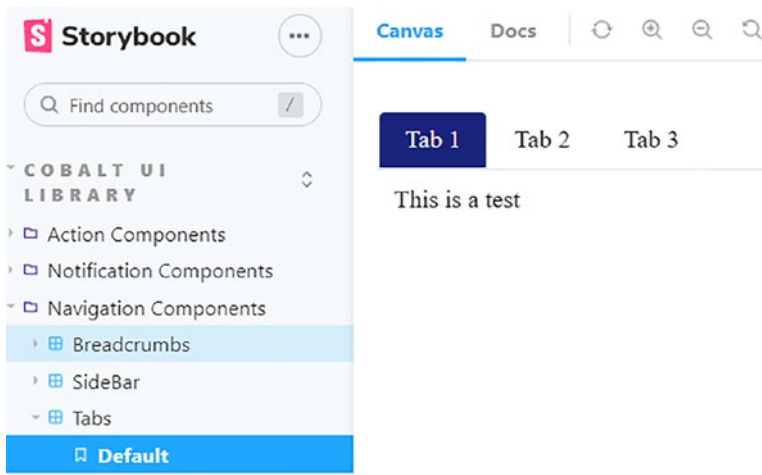 Storybook
Find components
/
COBALT UI
LIBRARY
Action Components
Notification Components
Navigation Components
Breadcrumbs
SideBar
Tabs
Default
Canvas Docs
Tab 1 Tab 2 Tab 3
This is a test